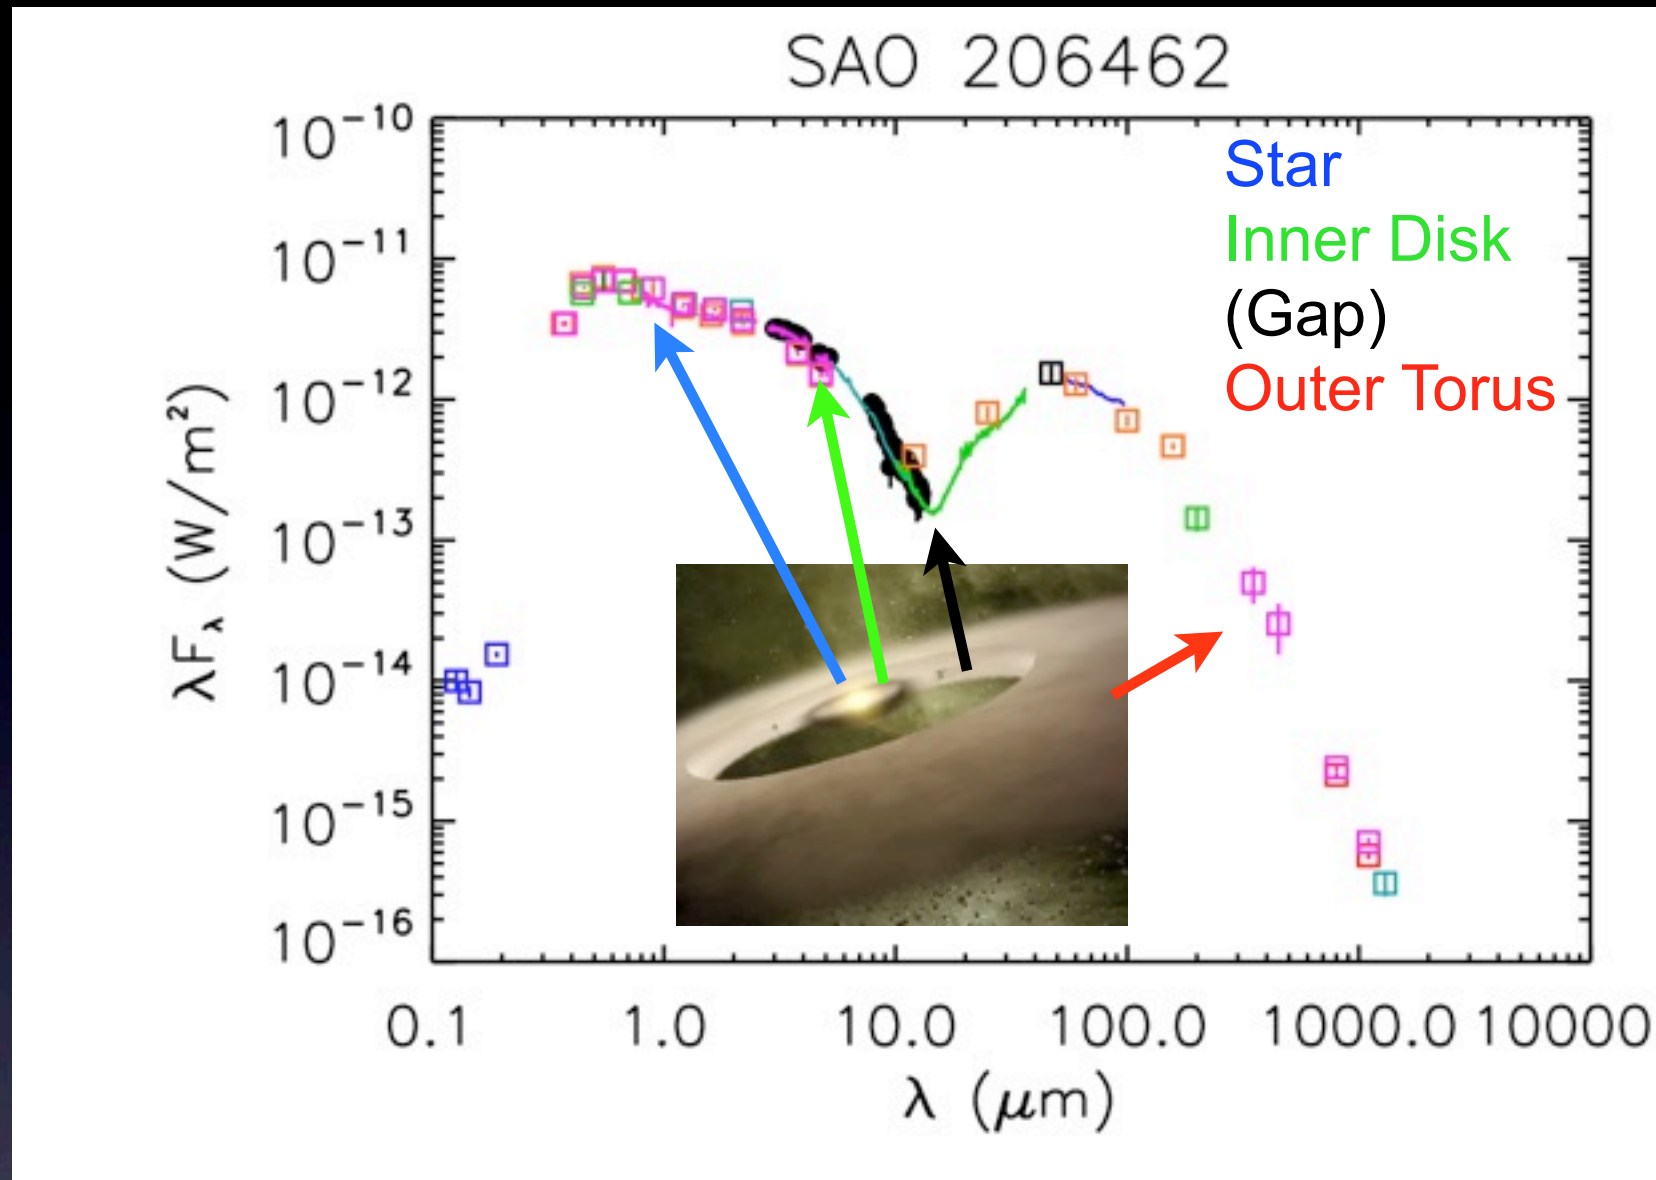 SAO 206462
Star
Inner Disk
(Gap)
Outer Torus
10⁻¹⁰
10⁻¹¹
10⁻¹²
10⁻¹³
10⁻¹⁴
10⁻¹⁵
10⁻¹⁶
λF_λ (W/m²)
0.1 1.0 10.0 100.0 1000.0 10000
λ (μm)